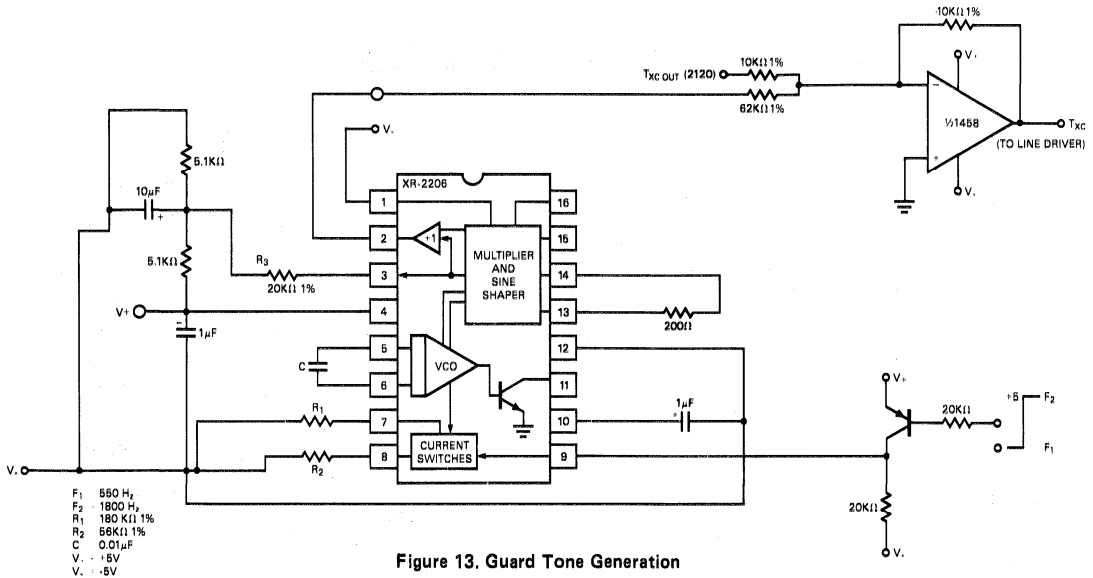 10KΩ 1%
V+
TXC OUT (2120)
10KΩ 1%
62KΩ 1%
½1458
TXC
(TO LINE DRIVER)
V-
V-
5.1KΩ
10µF
+
5.1KΩ
R3
20KΩ 1%
V+
1µF
C
R1
R2
V-
XR-2206
1
2
3
4
5
6
7
8
16
15
14
13
12
11
10
9
+1
MULTIPLIER
AND
SINE
SHAPER
VCO
CURRENT
SWITCHES
200Ω
1µF
+
V+
20KΩ
+5
F2
F1
20KΩ
V-
F1 550 Hz
F2 1800 Hz
R1 180 KΩ 1%
R2 56KΩ 1%
C 0.01µF
V. +5V
V. -5V
Figure 13. Guard Tone Generation